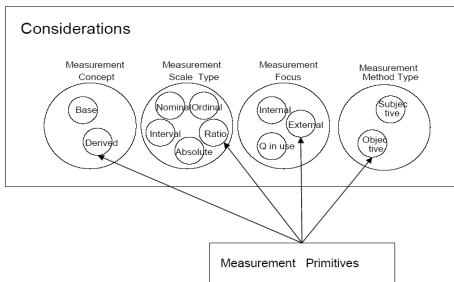 Considerations
Measurement
Concept
Measurement
Scale Type
Measurement
Focus
Measurement
Method Type
Base
Derived
Nominal
Ordinal
Interval
Ratio
Absolute
Internal
External
Q in use
Subjec
tive
Objec
tive
Measurement Primitives